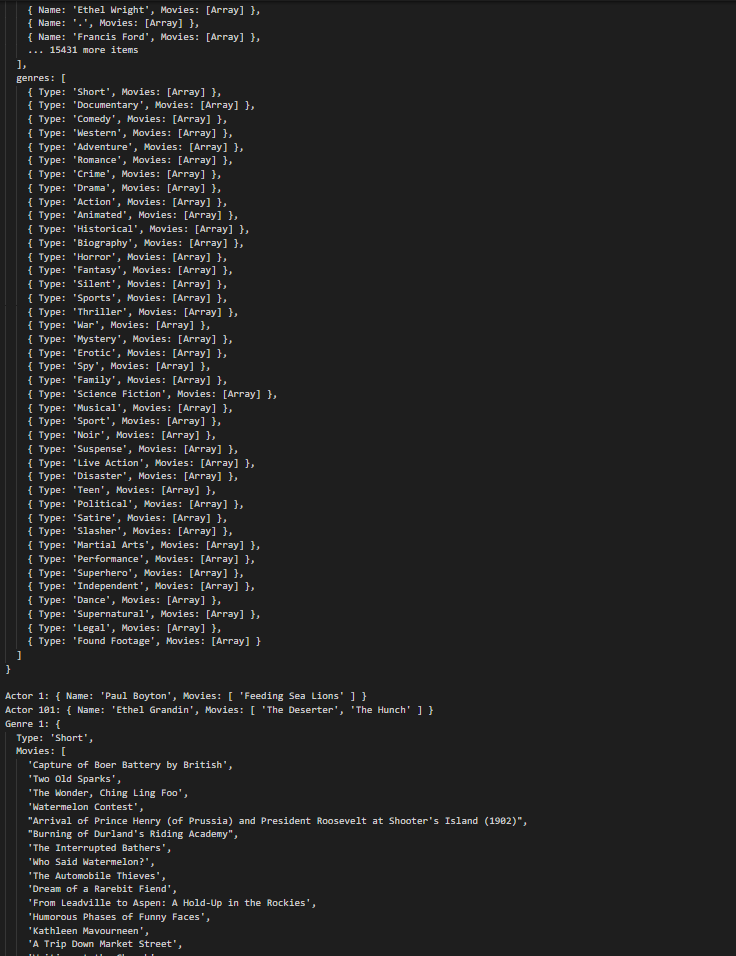 { Name: 'Ethel Wright', Movies: [Array] },
{ Name: '.', Movies: [Array] },
{ Name: 'Francis Ford', Movies: [Array] },
... 15431 more items
],
genres: [
{ Type: 'Short', Movies: [Array] },
{ Type: 'Documentary', Movies: [Array] },
{ Type: 'Comedy', Movies: [Array] },
{ Type: 'Western', Movies: [Array] },
{ Type: 'Adventure', Movies: [Array] },
{ Type: 'Romance', Movies: [Array] },
{ Type: 'Crime', Movies: [Array] },
{ Type: 'Drama', Movies: [Array] },
{ Type: 'Action', Movies: [Array] },
{ Type: 'Animated', Movies: [Array] },
{ Type: 'Historical', Movies: [Array] },
{ Type: 'Biography', Movies: [Array] },
{ Type: 'Horror', Movies: [Array] },
{ Type: 'Fantasy', Movies: [Array] },
{ Type: 'Silent', Movies: [Array] },
{ Type: 'Sports', Movies: [Array] },
{ Type: 'Thriller', Movies: [Array] },
{ Type: 'War', Movies: [Array] },
{ Type: 'Mystery', Movies: [Array] },
{ Type: 'Erotic', Movies: [Array] },
{ Type: 'Spy', Movies: [Array] },
{ Type: 'Family', Movies: [Array] },
{ Type: 'Science Fiction', Movies: [Array] },
{ Type: 'Musical', Movies: [Array] },
{ Type: 'Sport', Movies: [Array] },
{ Type: 'Noir', Movies: [Array] },
{ Type: 'Suspense', Movies: [Array] },
{ Type: 'Live Action', Movies: [Array] },
{ Type: 'Disaster', Movies: [Array] },
{ Type: 'Teen', Movies: [Array] },
{ Type: 'Political', Movies: [Array] },
{ Type: 'Satire', Movies: [Array] },
{ Type: 'Slasher', Movies: [Array] },
{ Type: 'Martial Arts', Movies: [Array] },
{ Type: 'Performance', Movies: [Array] },
{ Type: 'Superhero', Movies: [Array] },
{ Type: 'Independent', Movies: [Array] },
{ Type: 'Dance', Movies: [Array] },
{ Type: 'Supernatural', Movies: [Array] },
{ Type: 'Legal', Movies: [Array] },
{ Type: 'Found Footage', Movies: [Array] }
]
}
Actor 1: { Name: 'Paul Boyton', Movies: [ 'Feeding Sea Lions' ] }
Actor 101: { Name: 'Ethel Grandin', Movies: [ 'The Deserter', 'The Hunch' ] }
Genre 1: {
Type: 'Short',
Movies: [
'Capture of Boer Battery by British',
'Two Old Sparks',
'The Wonder, Ching Ling Foo',
'Watermelon Contest',
"Arrival of Prince Henry (of Prussia) and President Roosevelt at Shooter's Island (1902)",
"Burning of Durland's Riding Academy",
'The Interrupted Bathers',
'Who Said Watermelon?',
'The Automobile Thieves',
'Dream of a Rarebit Fiend',
'From Leadville to Aspen: A Hold-Up in the Rockies',
'Humorous Phases of Funny Faces',
'Kathleen Mavourneen',
'A Trip Down Market Street',